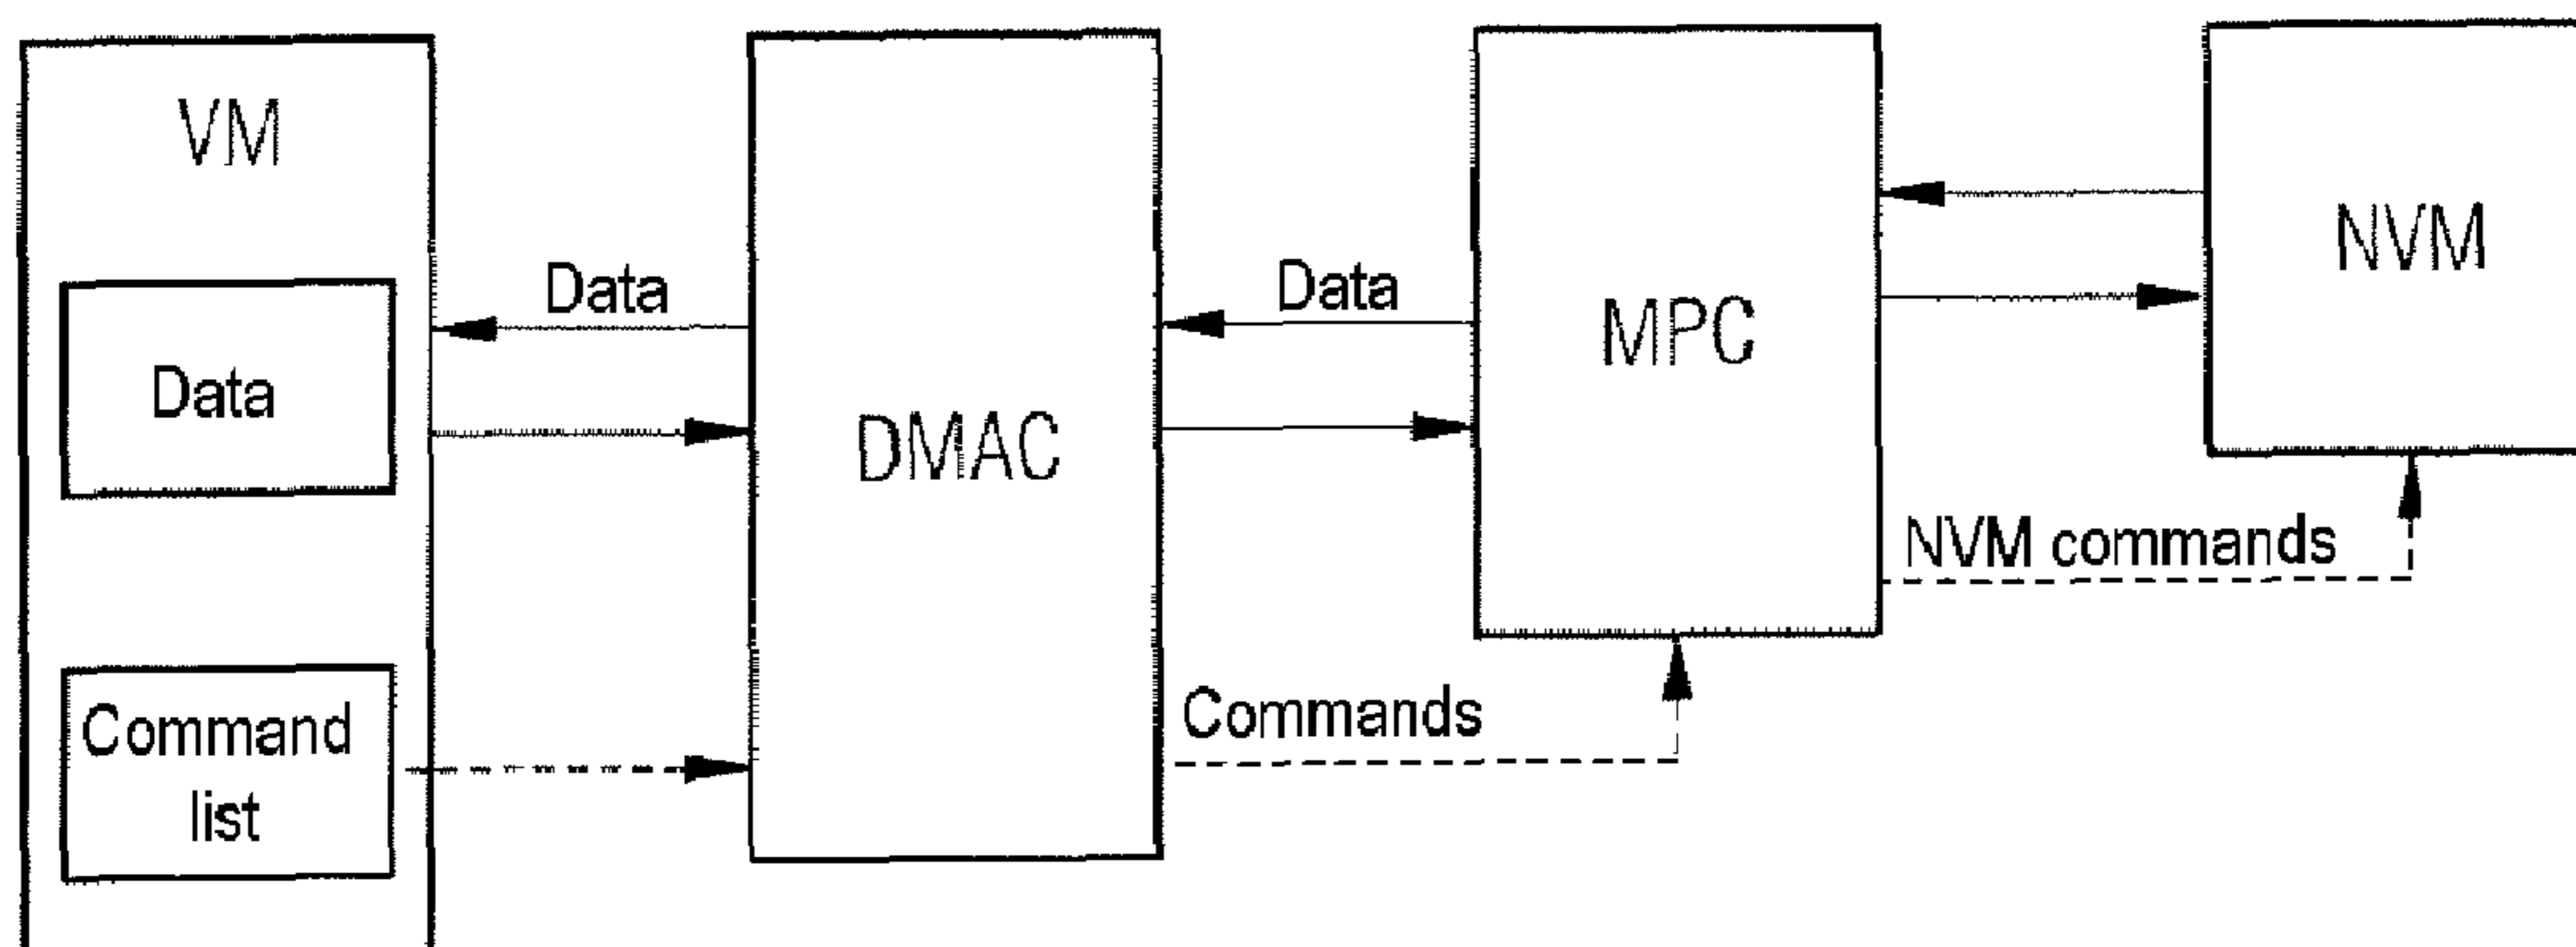 VM
Data
Command
list
Data
DMAC
Data
Commands
MPC
NVM commands
NVM